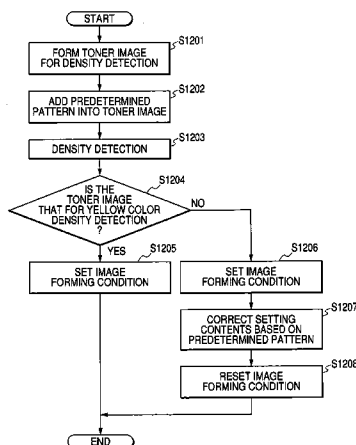 START
S1201
FORM TONER IMAGE
FOR DENSITY DETECTION
S1202
ADD PREDETERMINED
PATTERN INTO TONER IMAGE
S1203
DENSITY DETECTION
S1204
IS THE
TONER IMAGE
THAT FOR YELLOW COLOR
DENSITY DETECTION
?
NO
YES
S1205
SET IMAGE
FORMING CONDITION
S1206
SET IMAGE
FORMING CONDITION
S1207
CORRECT SETTING
CONTENTS BASED ON
PREDETERMINED PATTERN
S1208
RESET IMAGE
FORMING CONDITION
END